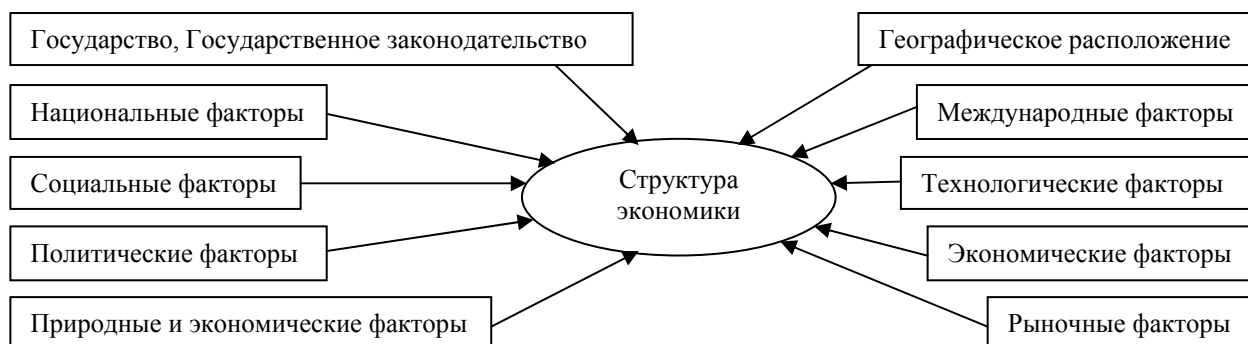 Государство, Государственное законодательство
Географическое расположение
Национальные факторы
Международные факторы
Социальные факторы
Структура
экономики
Технологические факторы
Политические факторы
Экономические факторы
Природные и экономические факторы
Рыночные факторы